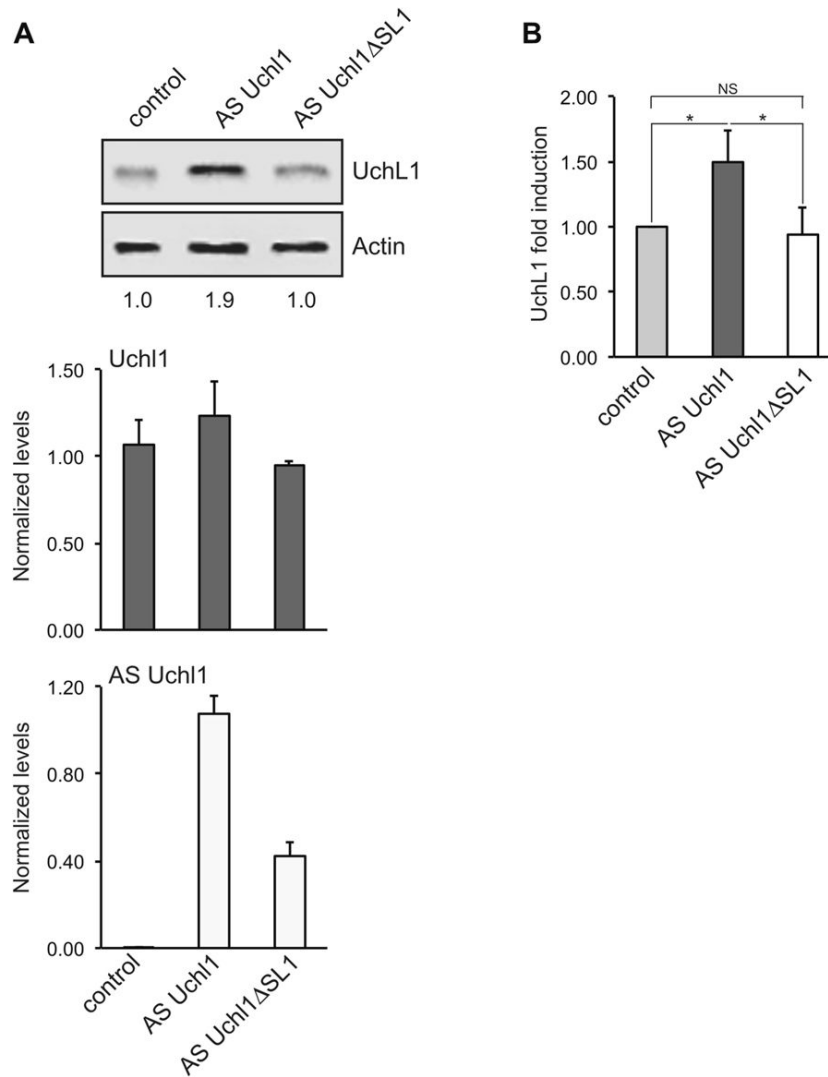 A
control
AS Uchl1
AS Uchl1ΔSL1
UchL1
Actin
1.0 1.9 1.0
Uchl1
Normalized levels
1.50
1.00
0.50
0.00
AS Uchl1
Normalized levels
1.20
0.80
0.40
0.00
control
AS Uchl1
AS Uchl1ΔSL1
B
NS
* *
UchL1 fold induction
2.00
1.50
1.00
0.50
0.00
control
AS Uchl1
AS Uchl1ΔSL1